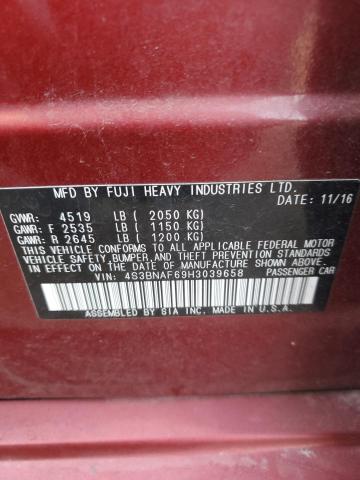 MFD BY FUJI HEAVY INDUSTRIES LTD.
DATE: 11/16
GVWR: 4519 LB ( 2050 KG)
GAWR: F 2535 LB ( 1150 KG)
GAWR: R 2645 LB ( 1200 KG)
THIS VEHICLE CONFORMS TO ALL APPLICABLE FEDERAL MOTOR
VEHICLE SAFETY, BUMPER, AND THEFT PREVENTION STANDARDS
IN EFFECT ON THE DATE OF MANUFACTURE SHOWN ABOVE.
VIN: 4S3BNAF69H3039658 PASSENGER CAR
ASSEMBLED BY SIA INC. MADE IN U.S.A.